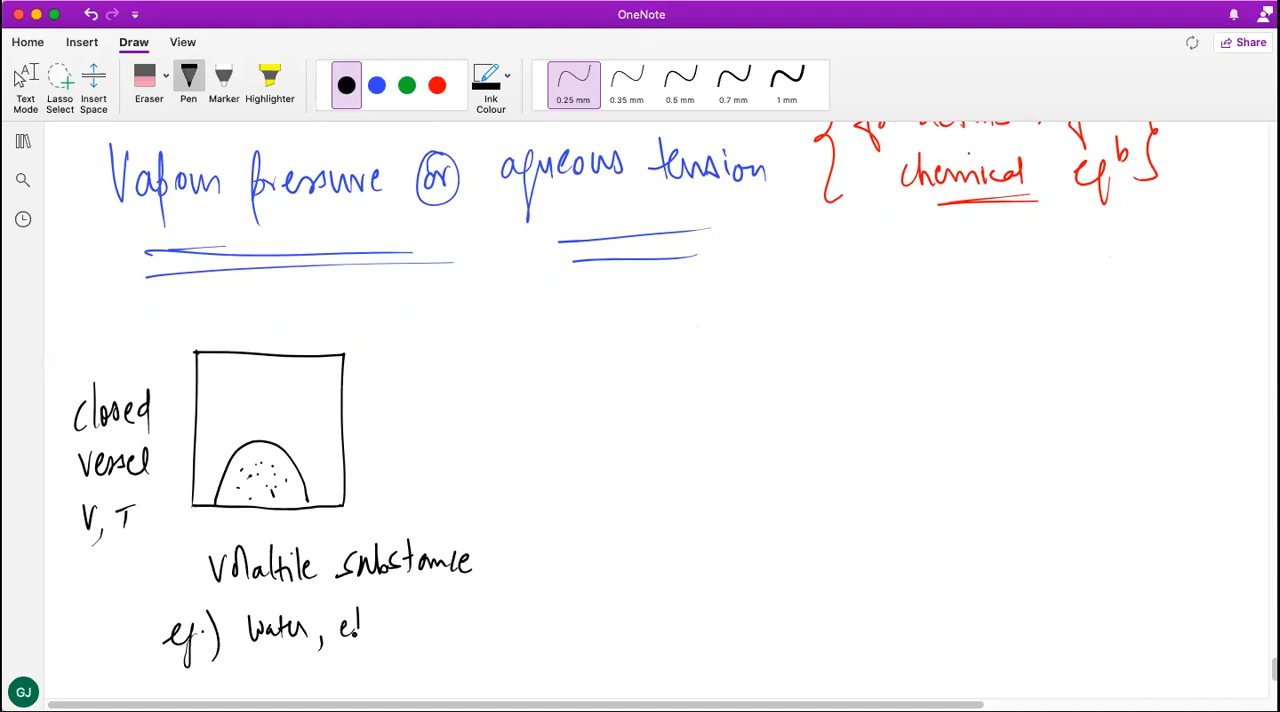 OneNote
Home Insert Draw View
Share
Text Mode
Lasso Select
Insert Space
Eraser
Pen
Marker
Highlighter
Ink Colour
0.25 mm
0.35 mm
0.5 mm
0.7 mm
1 mm
Vapour pressure or aqueous tension
chemical eqb
closed
vessel
V, T
Volatile substance
eg.) water, e
GJ